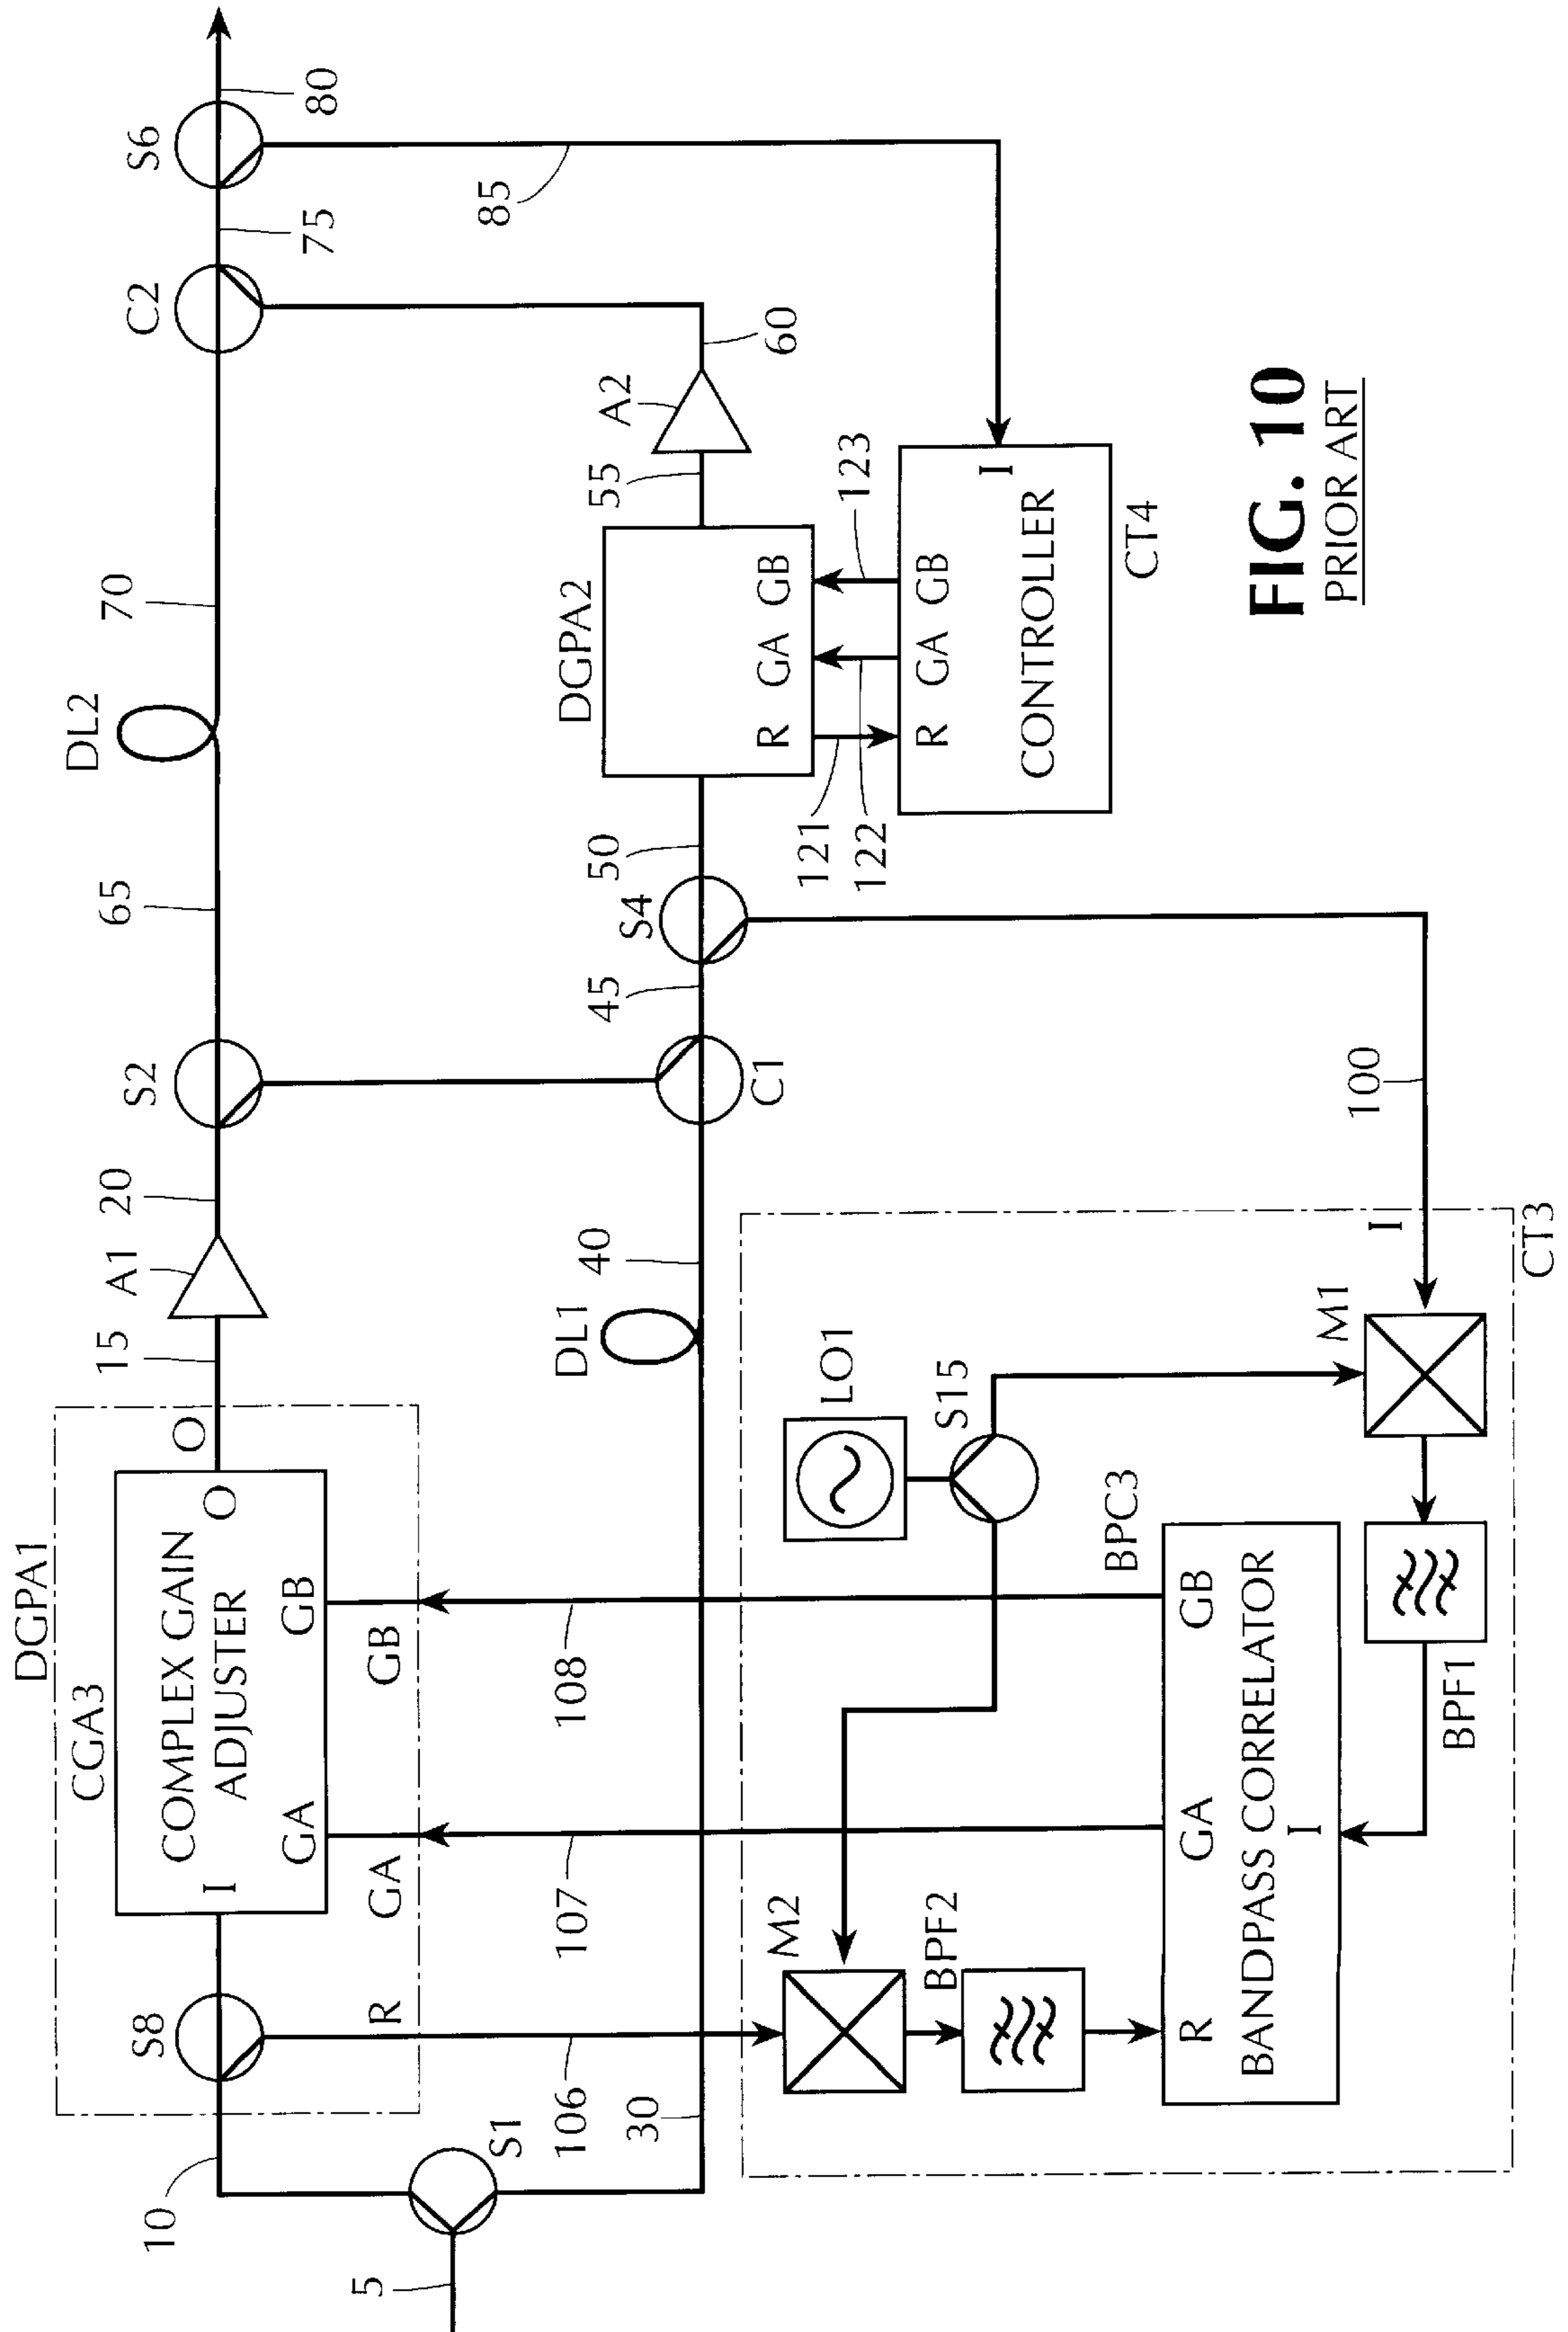 DGPA1
CGA3
COMPLEX GAIN
ADJUSTER
I
O
O
GA
GB
S8
R
GA
GB
10
5
S1
15
A1
20
S2
65
DL2
70
C2
75
S6
80
85
106
30
107
108
DL1
40
C1
45
S4
50
DGPA2
R
GA
GB
55
A2
60
121
122
123
R
GA
GB
I
CONTROLLER
CT4
100
M2
BPF2
LO1
S15
BPC3
R
GA
GB
BANDPASS CORRELATOR
I
BPF1
M1
I
CT3
FIG. 10
PRIOR ART